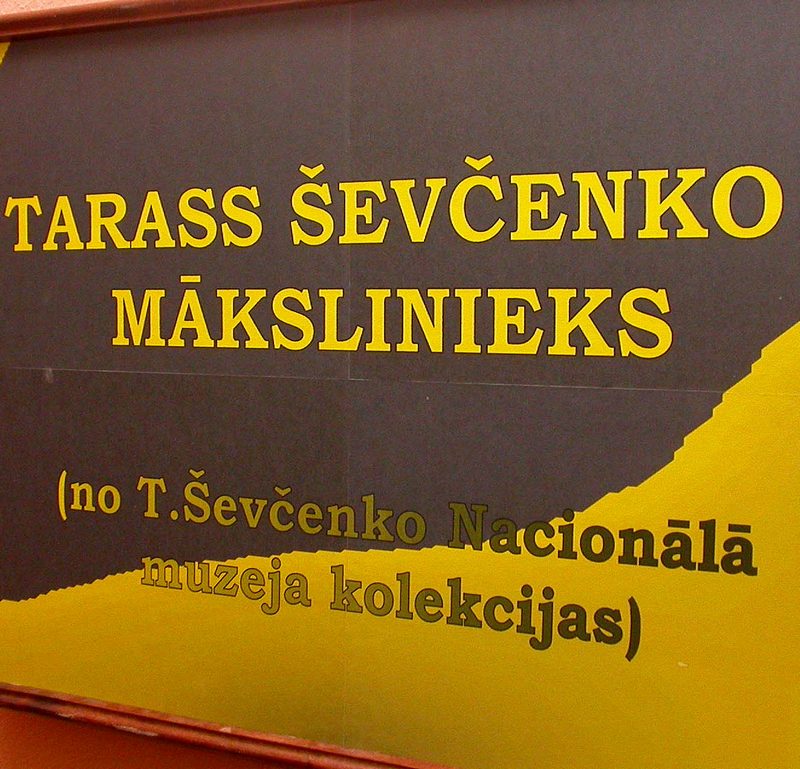 TARASS ŠEVČENKO
MĀKSLINIEKS
(no T.Ševčenko Nacionālā
muzeja kolekcijas)